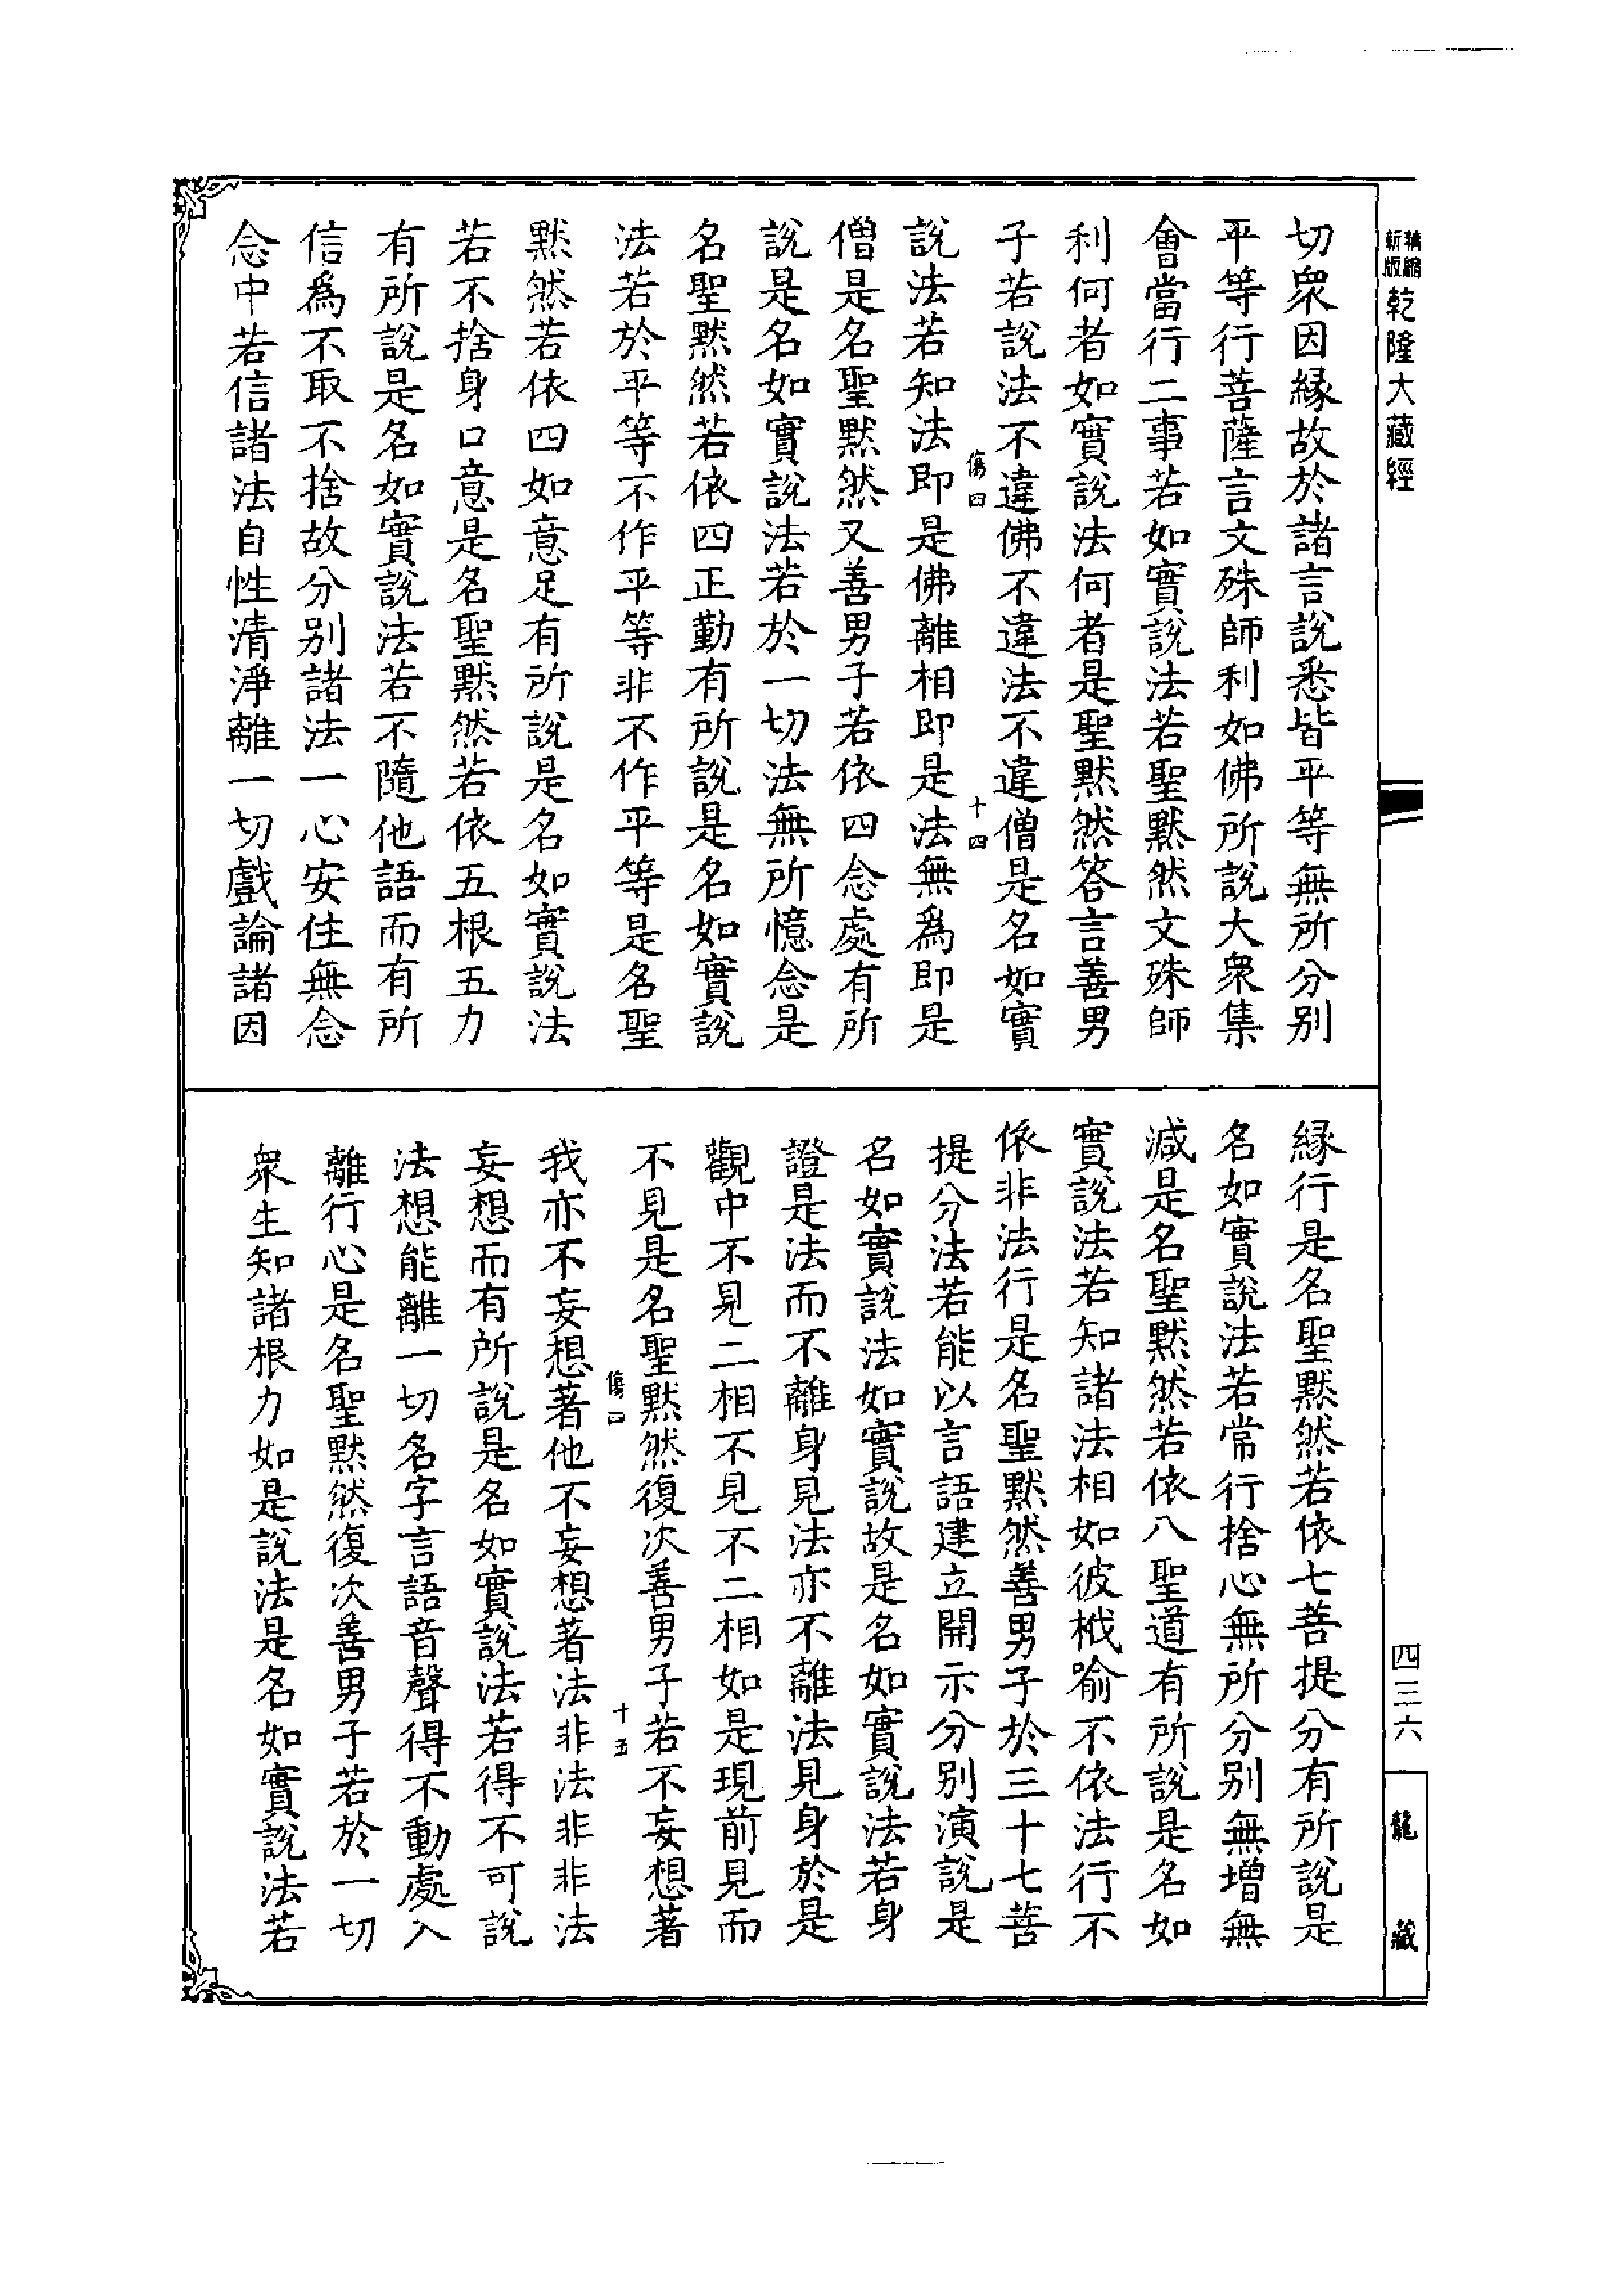 精縮
新版
乾隆大藏經
切衆因緣故於諸言說悉皆平等無所分别
平等行菩薩言文殊師利如佛所說大衆集
會當行二事若如實說法若聖默然文殊師
利何者如實說法何者是聖默然答言善男
子若說法不違佛不違法不違僧是名如實
傷四
十四
說法若知法即是佛離相即是法無爲即是
僧是名聖默然又善男子若依四念處有所
說是名如實說法若於一切法無所憶念是
名聖默然若依四正勤有所說是名如實說
法若於平等不作平等非不作平等是名聖
默然若依四如意足有所說是名如實說法
若不捨身口意是名聖默然若依五根五力
有所說是名如實說法若不隨他語而有所
信爲不取不捨故分别諸法一心安住無念
念中若信諸法自性清淨離一切戲論諸因
緣行是名聖默然若依七菩提分有所說是
名如實說法若常行捨心無所分别無增無
減是名聖默然若依八聖道有所說是名如
實說法若知諸法相如彼栰喻不依法行不
依非法行是名聖默然善男子於三十七菩
提分法若能以言語建立開示分别演說是
名如實說法如實說故是名如實說法若身
證是法而不離身見法亦不離法見身於是
觀中不見二相不見不二相如是現前見而
不見是名聖默然復次善男子若不妄想著
傷四
十五
我亦不妄想著他不妄想著法非法非非法
妄想而有所說是名如實說法若得不可說
法想能離一切名字言語音聲得不動處入
離行心是名聖默然復次善男子若於一切
衆生知諸根力如是說法是名如實說法若
四三六
龍藏